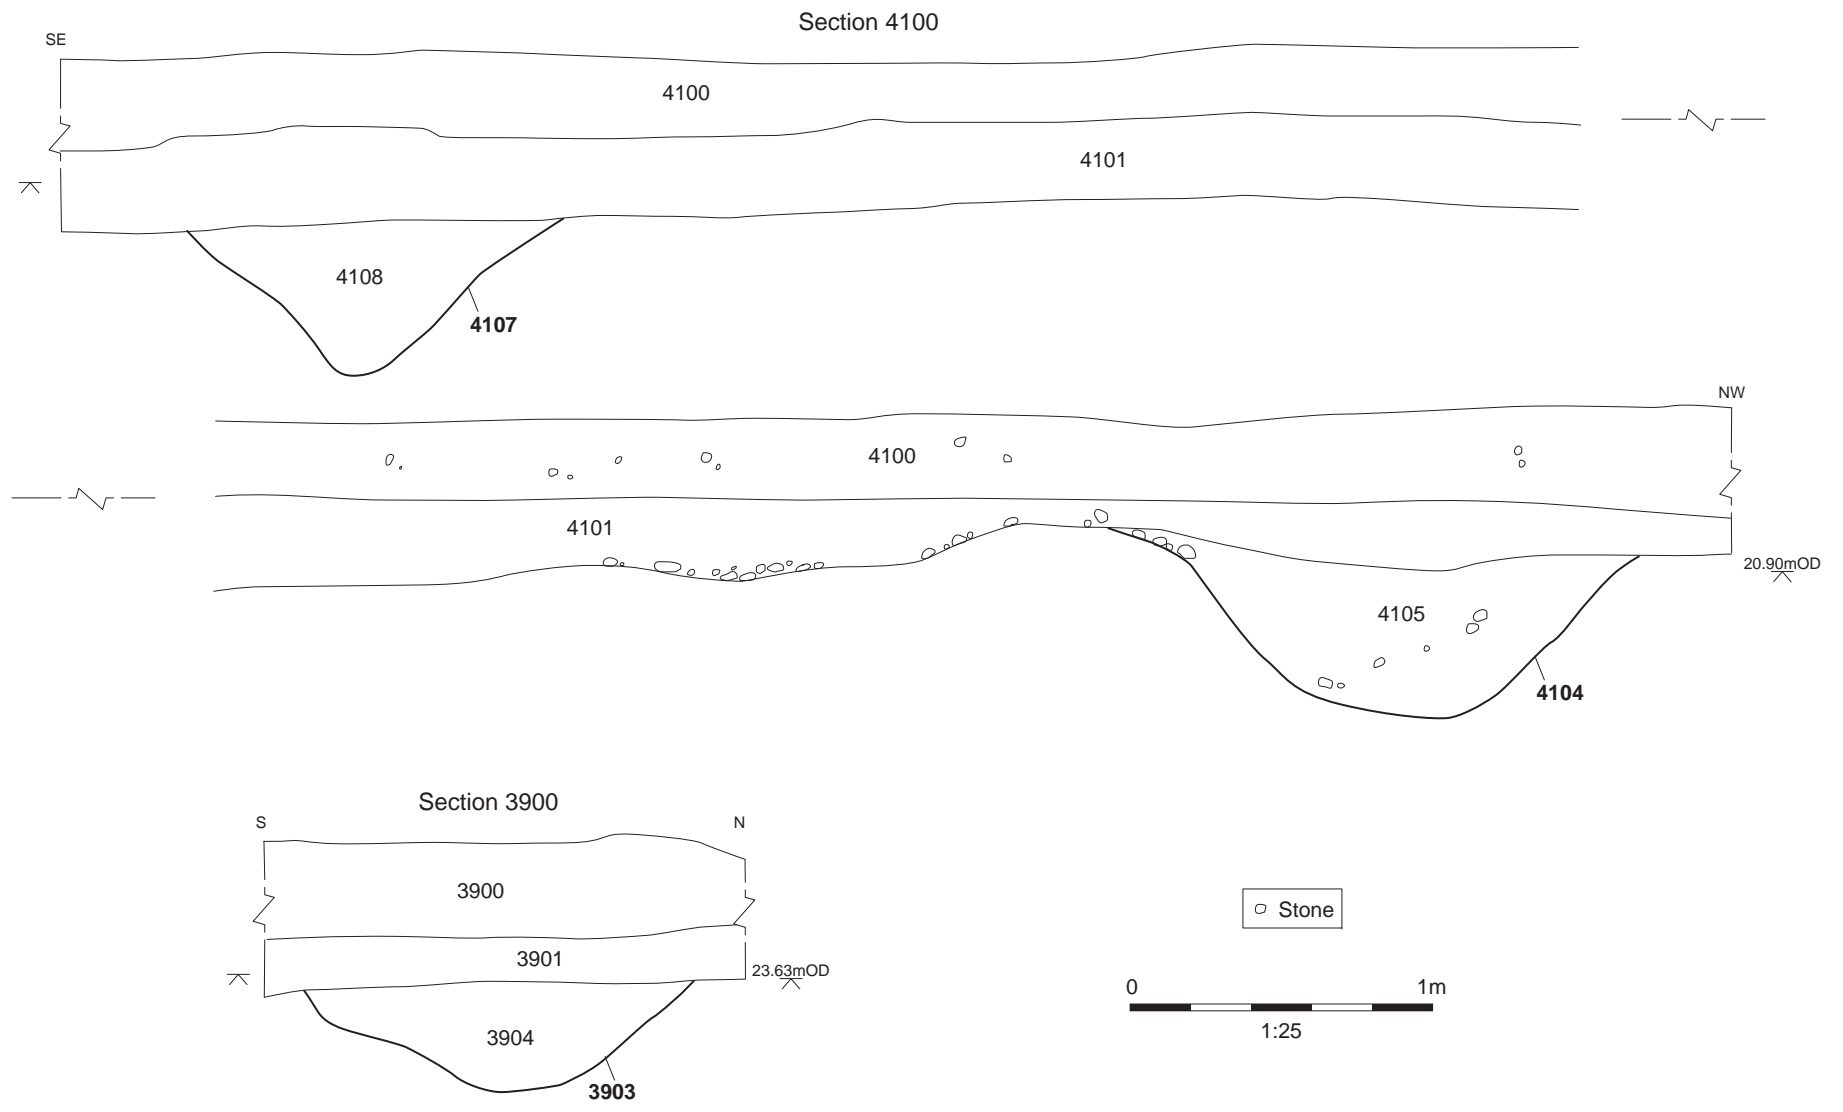 Section 4100
SE
4100
4101
4108
4107
NW
4100
4101
20.90mOD
4105
4104
Section 3900
S
N
3900
3901
23.63mOD
3904
3903
Stone
0 1m
1:25